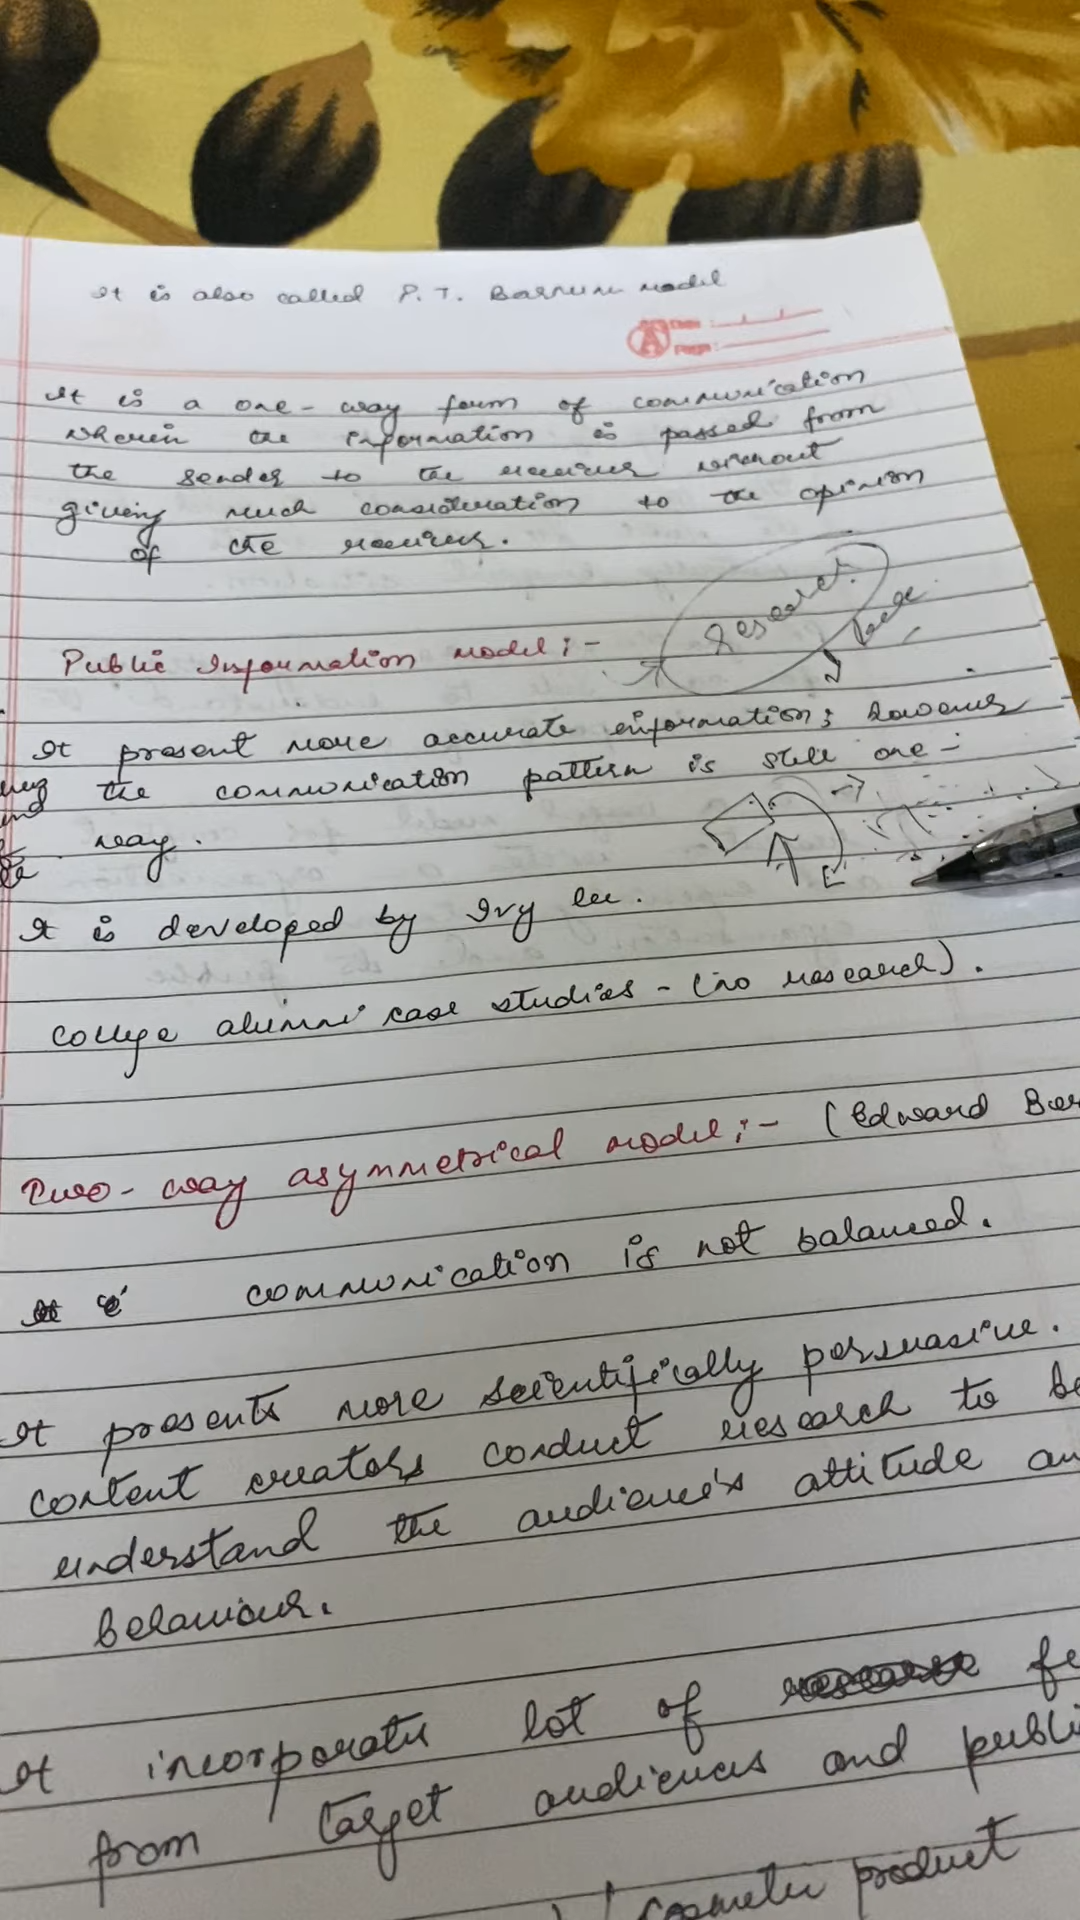 It is also called P. T. Barnum model
Date :
Page :
It is a one-way form of communication
wherein the information is passed from
the sender to the receiver without
giving much consideration to the opinion
of the receiver.
Research
lack
Public Information model ; -
It present more accurate information ; however
the communication pattern is still one -
way .
It is developed by Ivy lee .
College alumni case studies - (no research) .
Two - way asymmetrical model ; - ( Edward
communication is not balanced .
It presents more scientifically persuasive .
content creators conduct research to
understand the audience's attitude
behaviour .
It incorporate lot of
from target audiences and
cosmetic product